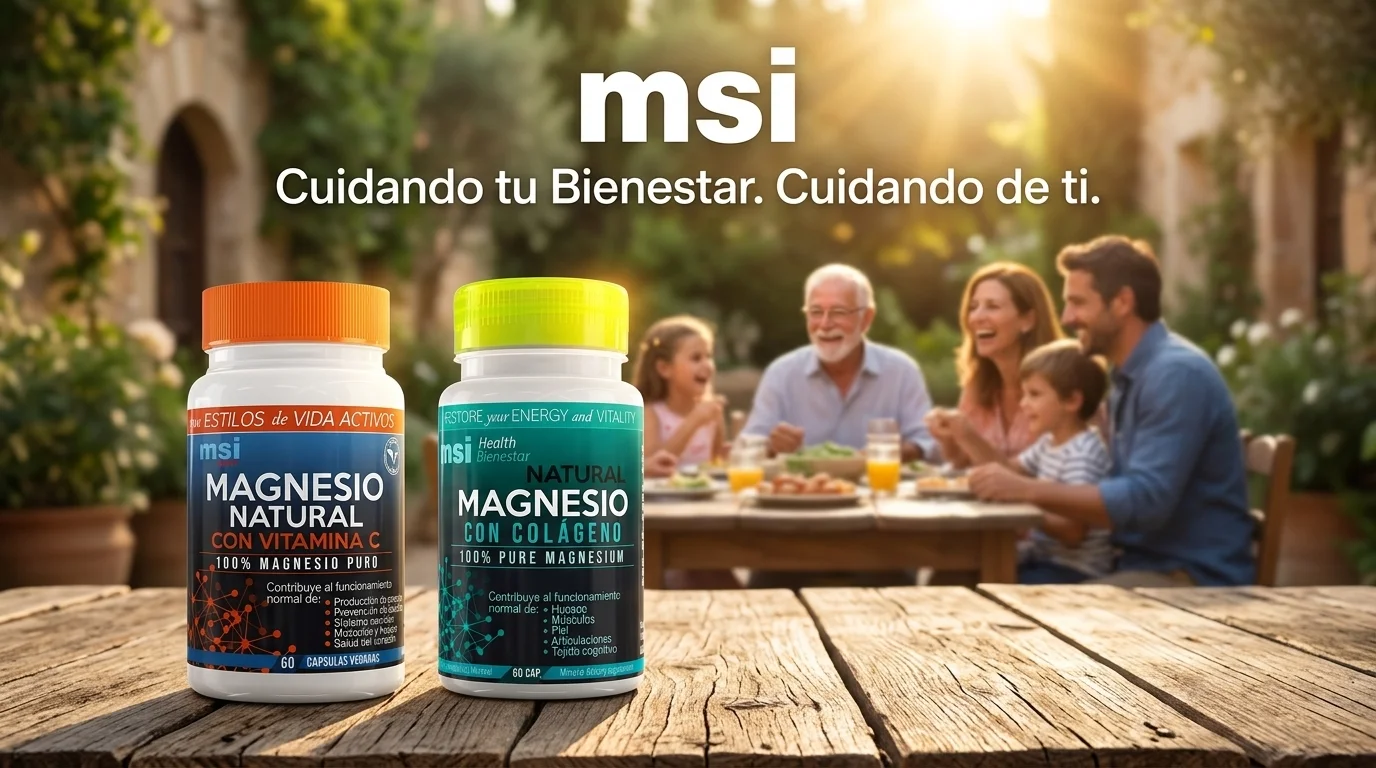 msi
Cuidando tu Bienestar. Cuidando de ti.
ESTILOS de VIDA ACTIVOS
msi
MAGNESIO
NATURAL
CON VITAMINA C
100% MAGNESIO PURO
Contribuye al funcionamiento
normal de:
60 CAPSULAS
ESTORE your ENERGY and VITALITY
msi Health
Bienestar
NATURAL
MAGNESIO
CON COLÁGENO
100% PURE MAGNESIUM
Contribuye al funcionamiento
normal de:
• Músculos
• Piel
• Articulaciones
• Tejido cognitivo
60 CAP.